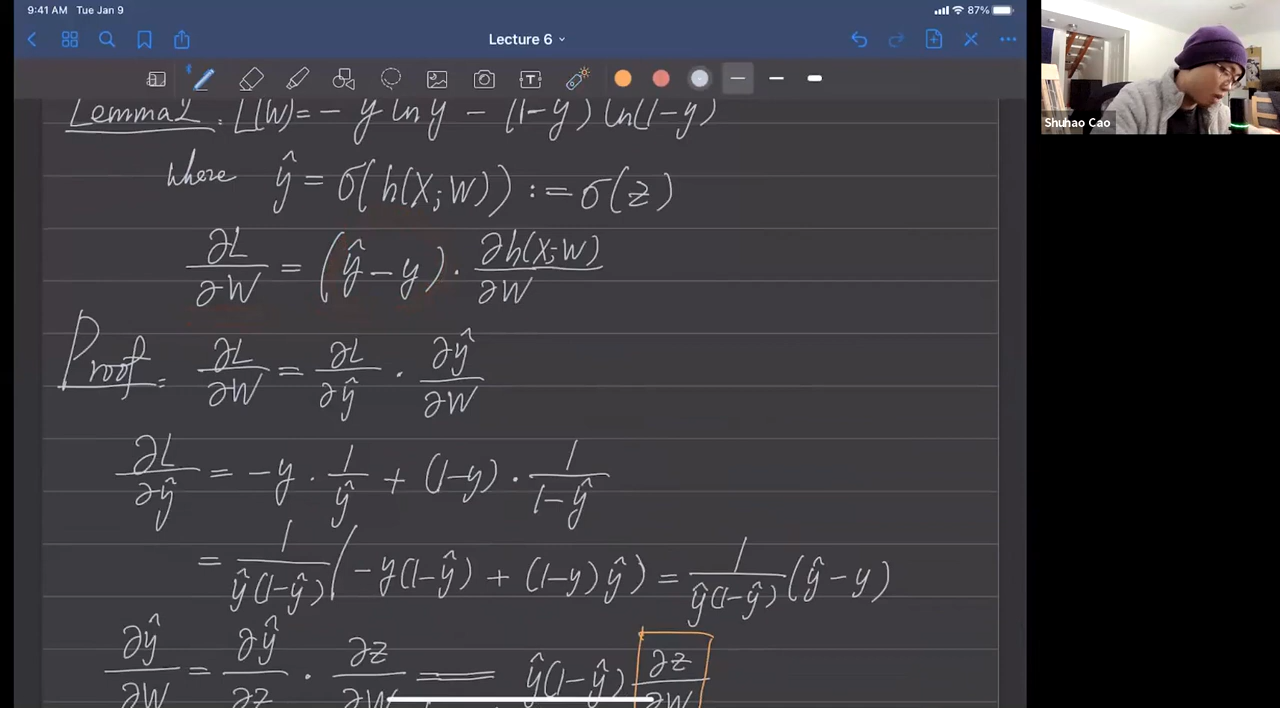 9:41 AM Tue Jan 9
87%
Lecture 6
Shuhao Cao
Lemma 2 : L(W) = - y ln y - (1-y) ln(1-y)
Where ŷ = σ(h(X;W)) := σ(z)
∂L/∂W = (ŷ - y) · ∂h(X;W)/∂W
Proof: ∂L/∂W = ∂L/∂ŷ · ∂ŷ/∂W
∂L/∂ŷ = -y · 1/ŷ + (1-y) · 1/(1-ŷ)
= 1/(ŷ(1-ŷ)) (-y(1-ŷ) + (1-y)ŷ) = 1/(ŷ(1-ŷ)) (ŷ - y)
∂ŷ/∂W = ∂ŷ/∂z · ∂z/∂W = ŷ(1-ŷ) ∂z/∂W